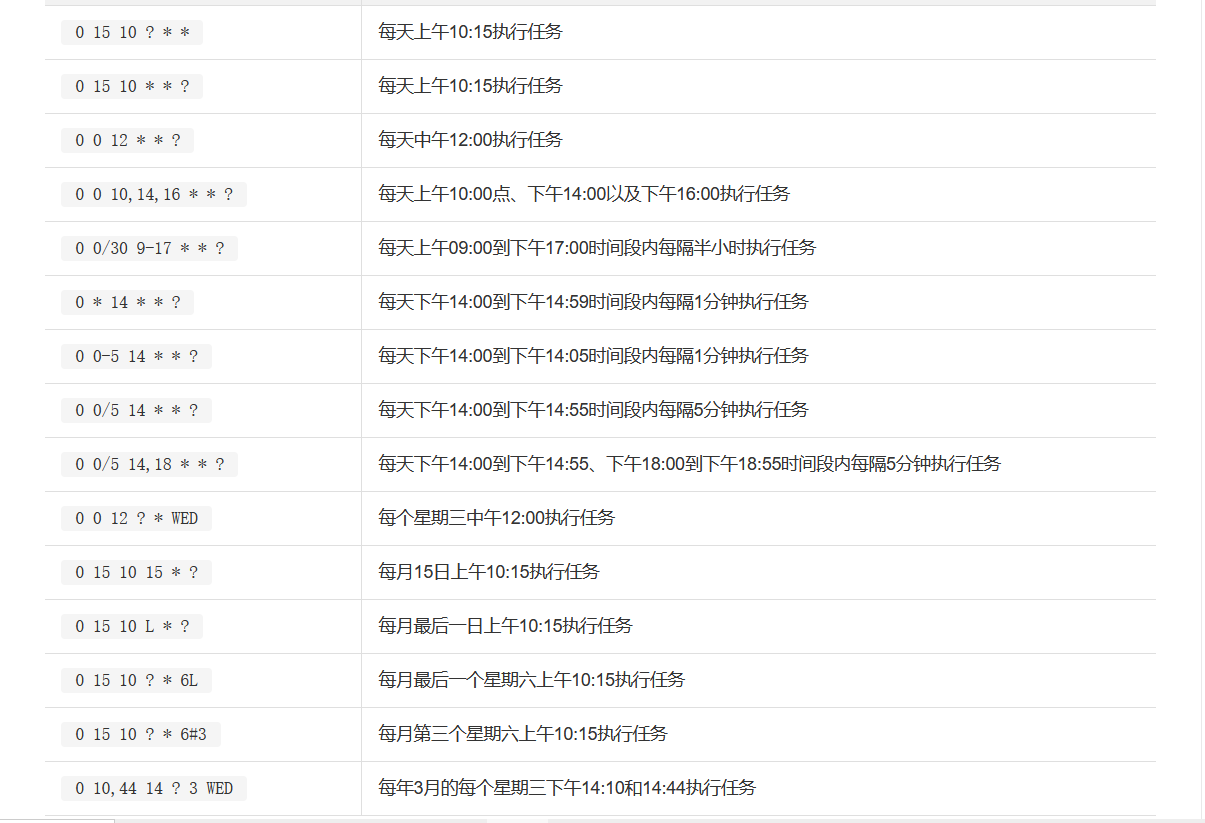 0 15 10 ? * * 每天上午10:15执行任务
0 15 10 * * ? 每天上午10:15执行任务
0 0 12 * * ? 每天中午12:00执行任务
0 0 10,14,16 * * ? 每天上午10:00点、下午14:00以及下午16:00执行任务
0 0/30 9-17 * * ? 每天上午09:00到下午17:00时间段内每隔半小时执行任务
0 * 14 * * ? 每天下午14:00到下午14:59时间段内每隔1分钟执行任务
0 0-5 14 * * ? 每天下午14:00到下午14:05时间段内每隔1分钟执行任务
0 0/5 14 * * ? 每天下午14:00到下午14:55时间段内每隔5分钟执行任务
0 0/5 14,18 * * ? 每天下午14:00到下午14:55、下午18:00到下午18:55时间段内每隔5分钟执行任务
0 0 12 ? * WED 每个星期三中午12:00执行任务
0 15 10 15 * ? 每月15日上午10:15执行任务
0 15 10 L * ? 每月最后一日上午10:15执行任务
0 15 10 ? * 6L 每月最后一个星期六上午10:15执行任务
0 15 10 ? * 6#3 每月第三个星期六上午10:15执行任务
0 10,44 14 ? 3 WED 每年3月的每个星期三下午14:10和14:44执行任务